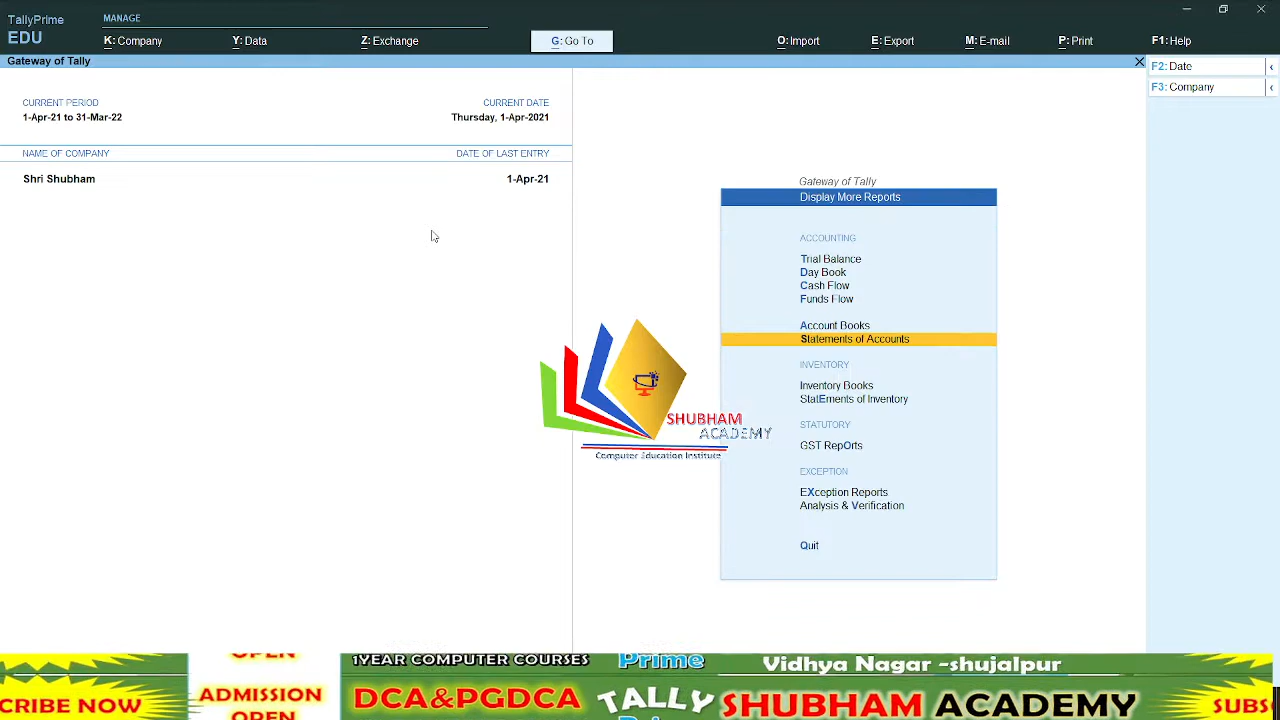 TallyPrime
EDU
MANAGE
K: Company
Y: Data
Z: Exchange
G: Go To
O: Import
E: Export
M: E-mail
P: Print
F1: Help
Gateway of Tally
F2: Date
F3: Company
CURRENT PERIOD
CURRENT DATE
1-Apr-21 to 31-Mar-22
Thursday, 1-Apr-2021
NAME OF COMPANY
DATE OF LAST ENTRY
Shri Shubham
1-Apr-21
Gateway of Tally
Display More Reports
ACCOUNTING
Trial Balance
Day Book
Cash Flow
Funds Flow
Account Books
Statements of Accounts
INVENTORY
Inventory Books
StatEments of Inventory
STATUTORY
GST RepOrts
EXCEPTION
EXception Reports
Analysis & Verification
Quit
SHUBHAM
ACADEMY
Computer Education Institute
OPEN
1YEAR COMPUTER COURSES
Prime
Vidhya Nagar -shujalpur
CRIBE NOW
ADMISSION
OPEN
DCA&PGDCA
TALLY
Prime
SHUBHAM ACADEMY
SUBS